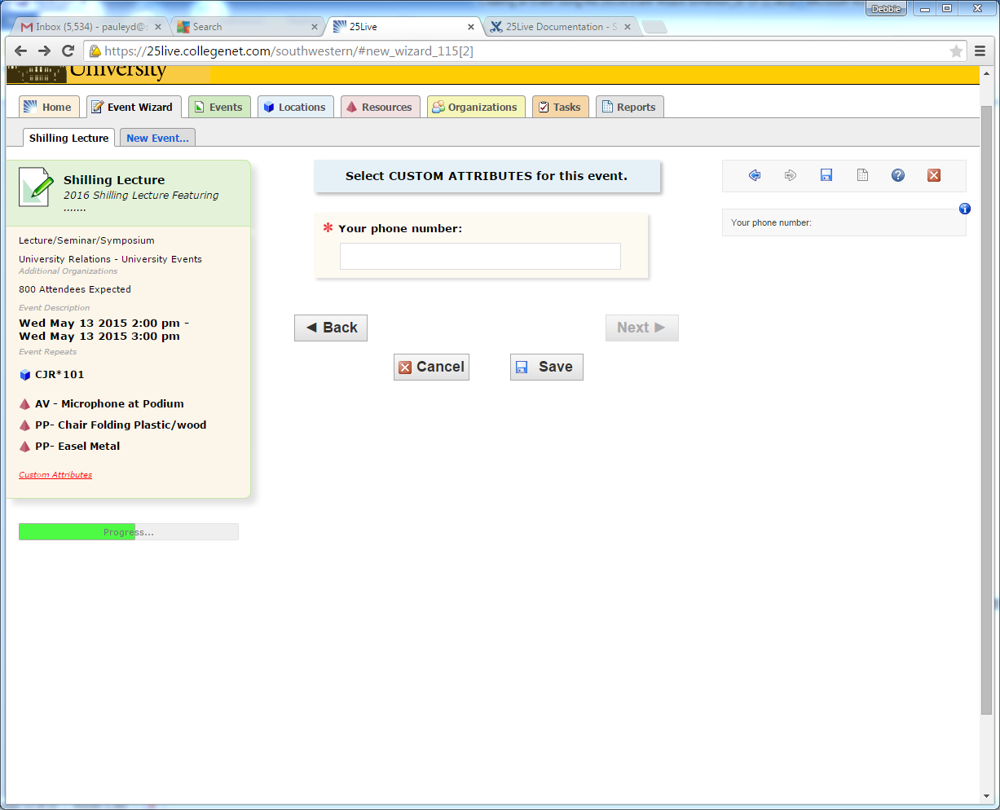 Debbie
Inbox (5,534) - pauleyd@s
Search
25Live
25Live Documentation - S
https://25live.collegenet.com/southwestern/#new_wizard_115[2]
University
Home
Event Wizard
Events
Locations
Resources
Organizations
Tasks
Reports
Shilling Lecture
New Event...
Shilling Lecture
2016 Shilling Lecture Featuring
.......
Lecture/Seminar/Symposium
University Relations - University Events
Additional Organizations
800 Attendees Expected
Event Description
Wed May 13 2015 2:00 pm -
Wed May 13 2015 3:00 pm
Event Repeats
CJR*101
AV - Microphone at Podium
PP- Chair Folding Plastic/wood
PP- Easel Metal
Custom Attributes
Progress...
Select CUSTOM ATTRIBUTES for this event.
* Your phone number:
◄ Back
Next ►
Cancel
Save
Your phone number: